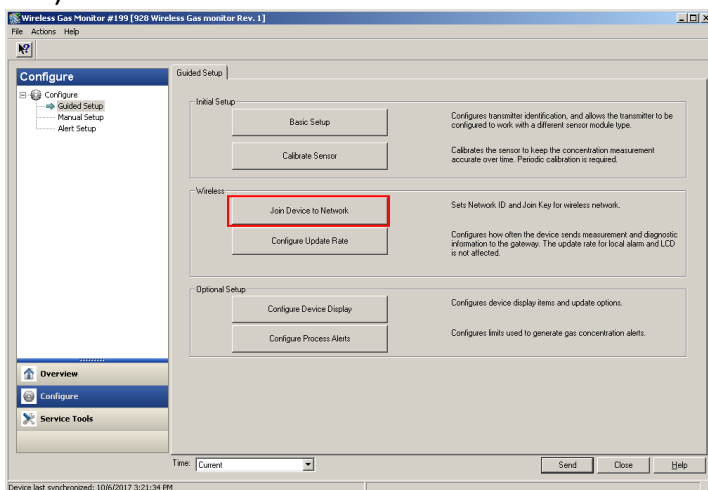 Wireless Gas Monitor #199 [928 Wireless Gas monitor Rev. 1]
File Actions Help
Configure
Guided Setup
Configure
Guided Setup
Manual Setup
Alert Setup
Initial Setup
Basic Setup
Configures transmitter identification, and allows the transmitter to be
configured to work with a different sensor module type.
Calibrate Sensor
Calibrates the sensor to keep the concentration measurement
accurate over time. Periodic calibration is required.
Wireless
Join Device to Network
Sets Network ID and Join Key for wireless network.
Configure Update Rate
Configures how often the device sends measurement and diagnostic
information to the gateway. The update rate for local alarm and LCD
is not affected.
Optional Setup
Configure Device Display
Configures device display items and update options.
Configure Process Alerts
Configures limits used to generate gas concentration alerts.
Overview
Configure
Service Tools
Time: Current
Send
Close
Help
Device last synchronized: 10/6/2017 3:21:34 PM